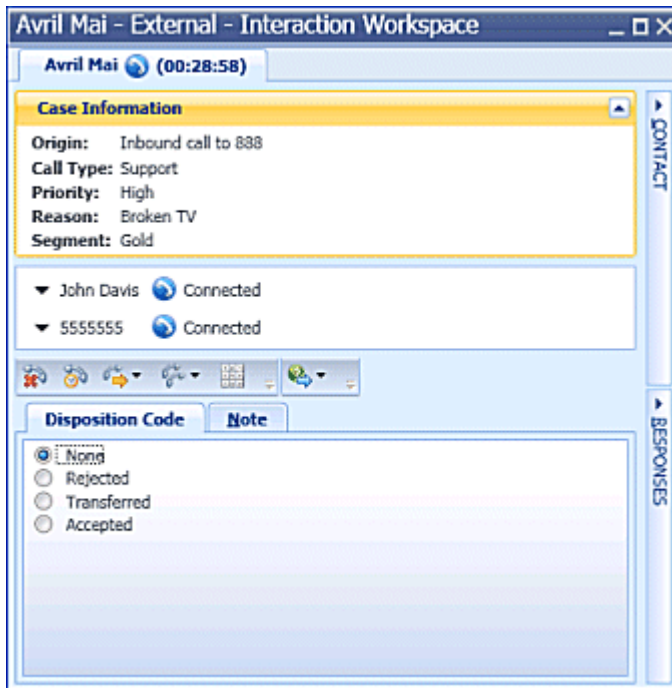 Avril Mai - External - Interaction Workspace
Avril Mai (00:28:58)
Case Information
Origin: Inbound call to 888
Call Type: Support
Priority: High
Reason: Broken TV
Segment: Gold
John Davis Connected
5555555 Connected
Disposition Code Note
None
Rejected
Transferred
Accepted
CONTACT
RESPONSES